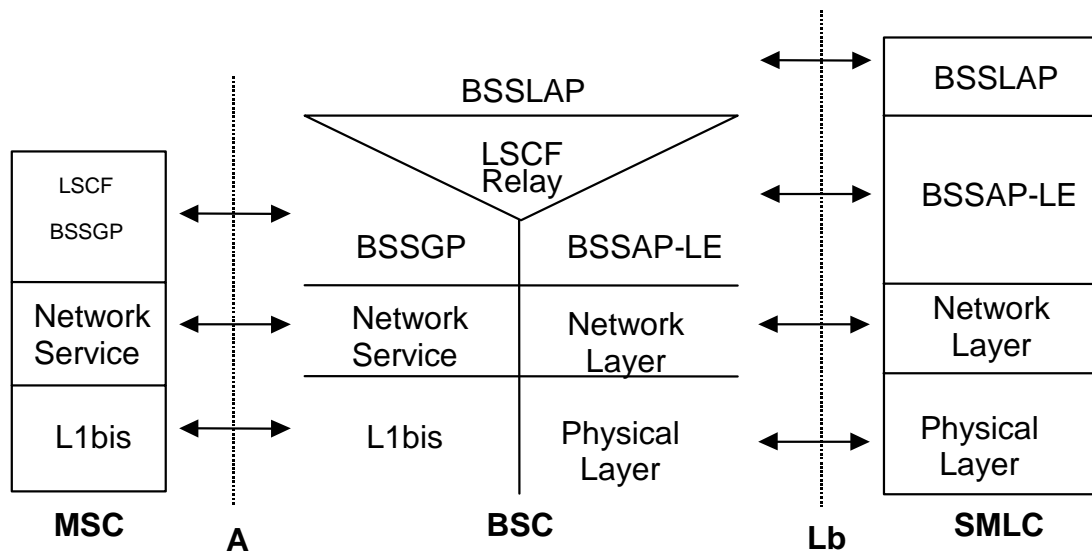 BSSLAP
LSCF
Relay
BSSGP
BSSAP-LE
Network
Service
Network
Layer
L1bis
Physical
Layer
BSC
LSCF
BSSGP
Network
Service
L1bis
MSC
A
BSSLAP
BSSAP-LE
Network
Layer
Physical
Layer
SMLC
Lb